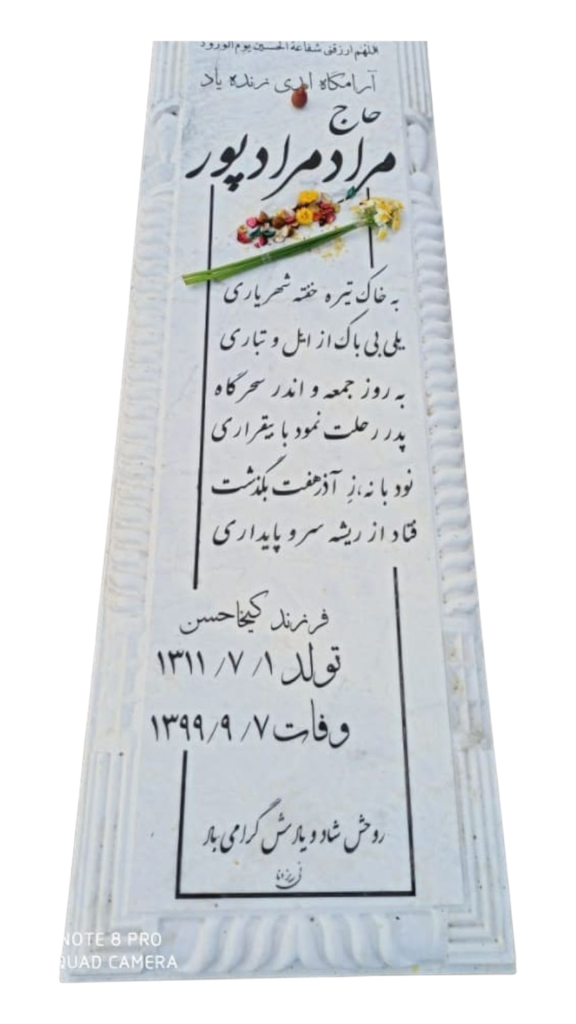 اللهم ارزقنی شفاعة الحسین یوم الورود
آرامگاه ابدی زنده یاد
حاج
مراد مرادپور
به خاک تیره خفته شهریاری
یلی بی باک از ایل و تباری
به روز جمعه و اندر سحرگاه
پدر رحلت نمود با بیقراری
نود با نه، ز آذر هفت بگذشت
فتاد از ریشه سرو پایداری
فرزند کیخاحسن
تولد ۱۳۱۱/۷/۱
وفات ۱۳۹۹/۹/۷
روحش شاد و یادش گرامی باد
NOTE 8 PRO
QUAD CAMERA